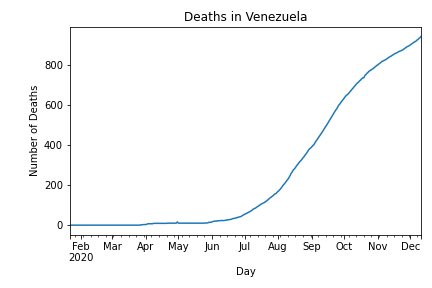 Deaths in Venezuela
Number of Deaths
800
600
400
200
0
Feb Mar Apr May Jun Jul Aug Sep Oct Nov Dec
2020
Day